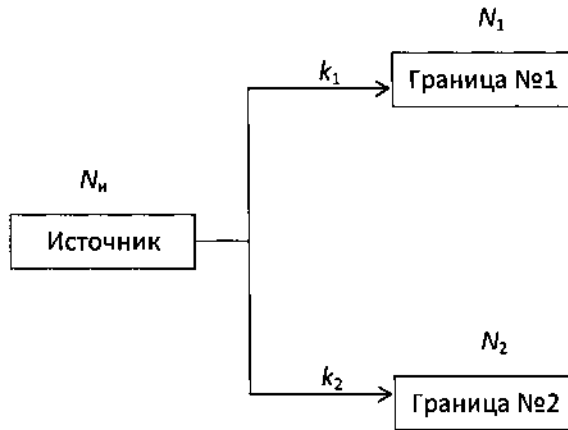 N₁
k₁
Граница №1
Nи
Источник
N₂
k₂
Граница №2